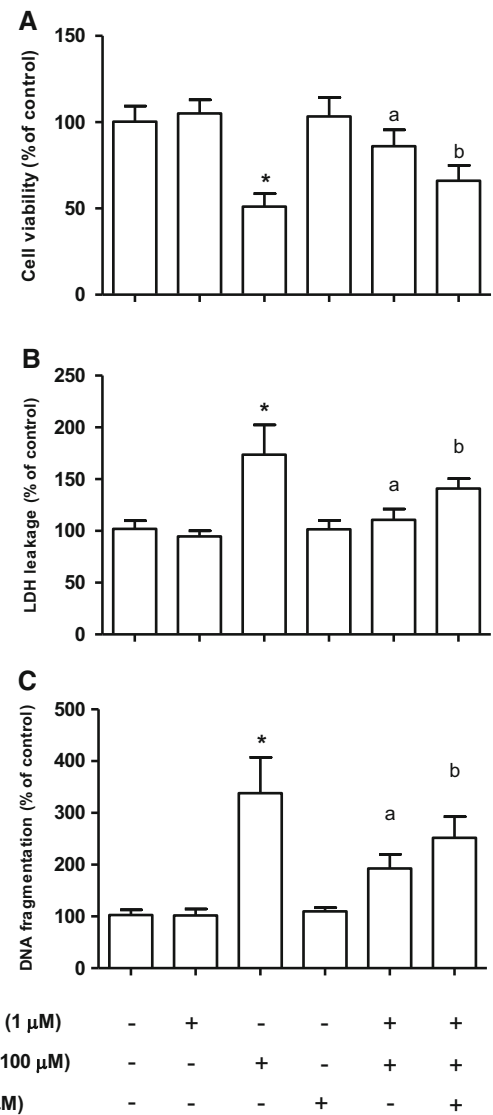 A
Cell viability (% of control)
150
100
50
0
*
a
b
B
LDH leakage (% of control)
250
200
150
100
50
0
*
a
b
C
DNA fragmentation (% of control)
500
400
300
200
100
0
*
a
b
(1 µM) - + - - + +
100 µM) - - + - + +
M) - - - + - +